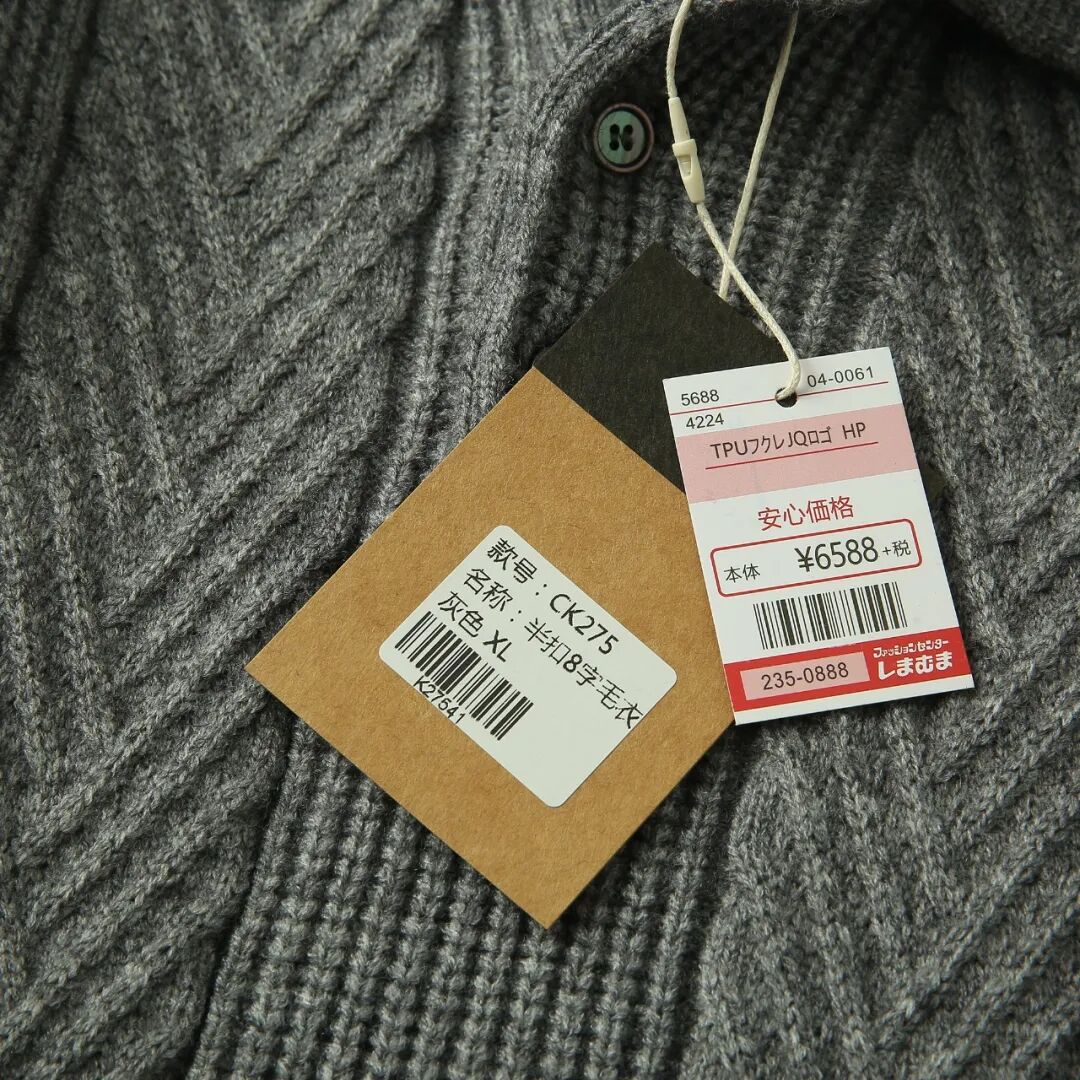 5688
04-0061
4224
TPUフクレJQロゴ HP
安心価格
本体 ¥6588+税
235-0888
ファッションセンター
しまむま
款号：CK275
名称：半扣8字毛衣
灰色 XL
K27541